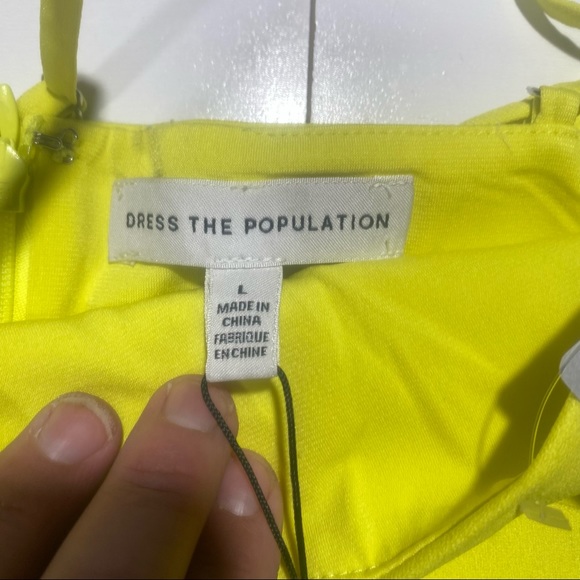 DRESS THE POPULATION
L
MADE IN
CHINA
FABRIQUE
EN CHINE